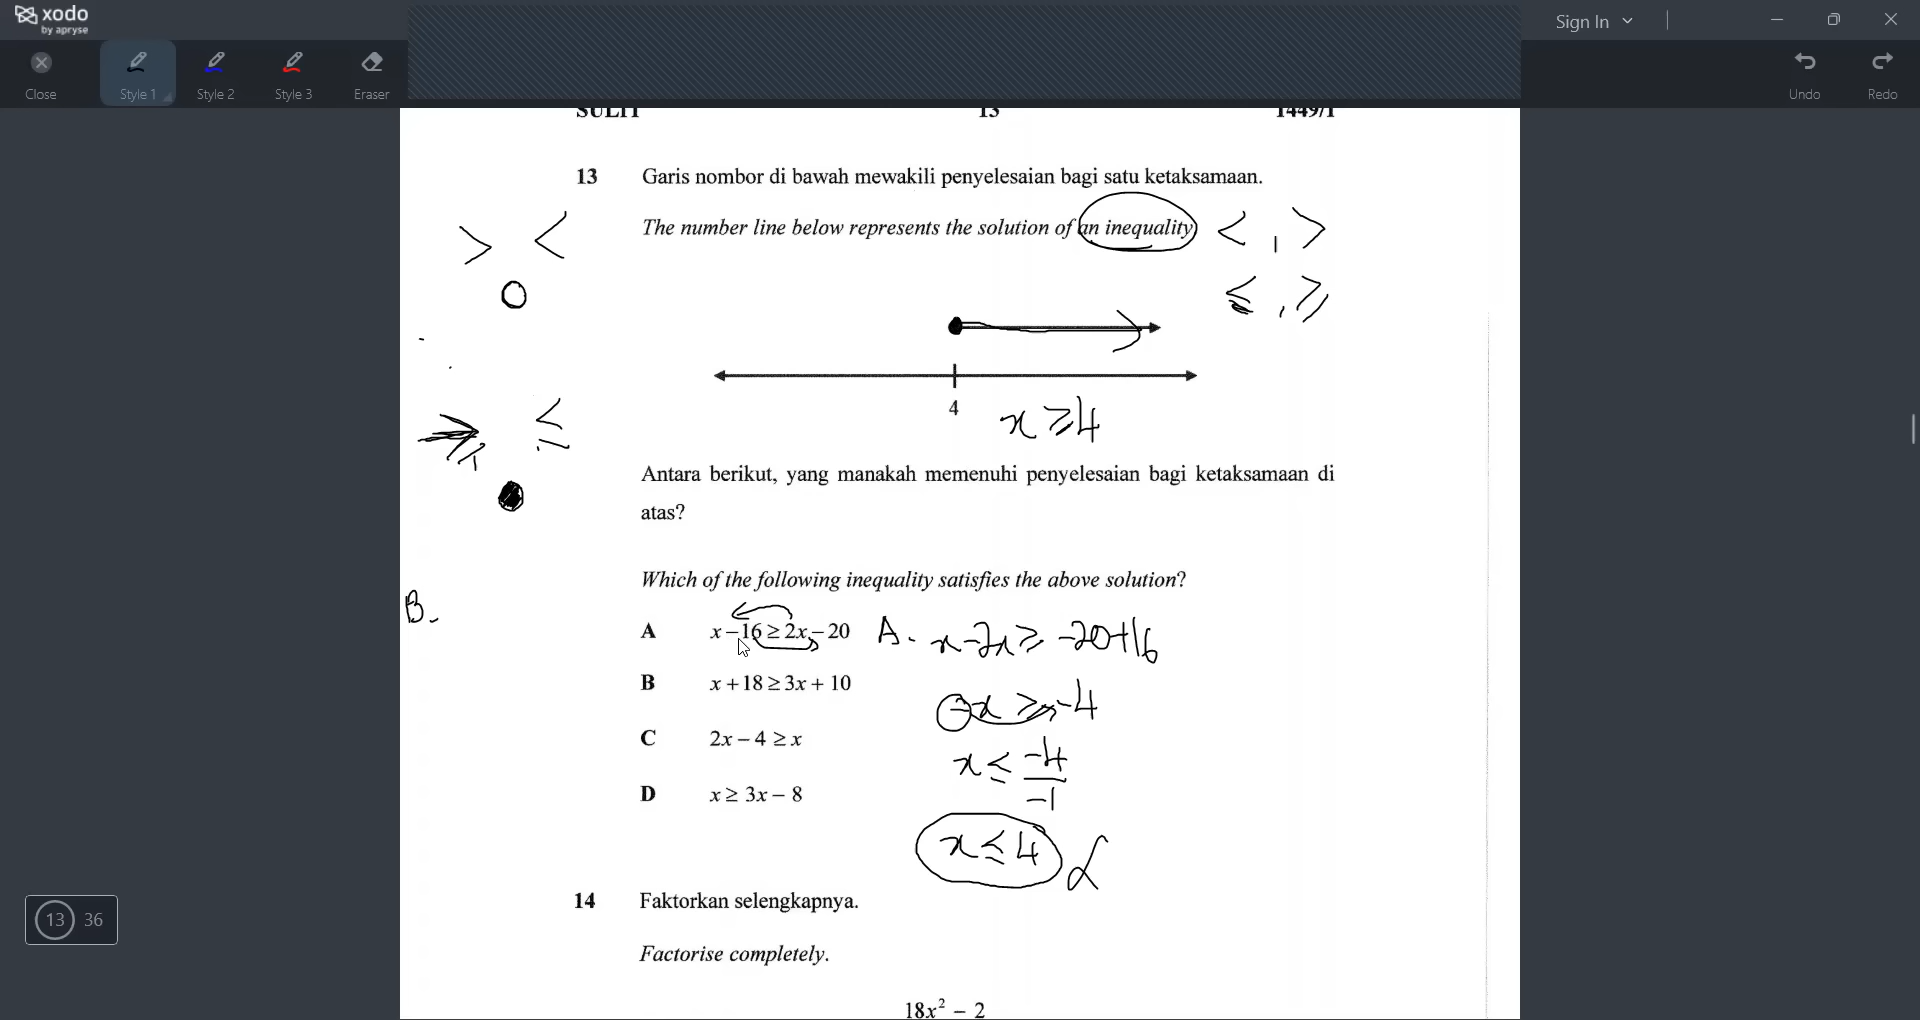 xodo
by apryse
Sign In
Close
Style 1
Style 2
Style 3
Eraser
Undo
Redo
SULIT 13 1449/1
13 Garis nombor di bawah mewakili penyelesaian bagi satu ketaksamaan.
The number line below represents the solution of an inequality
< , >
> <
≤ , ≥
4
x ≥ 4
≥, ≤
Antara berikut, yang manakah memenuhi penyelesaian bagi ketaksamaan di
atas?
Which of the following inequality satisfies the above solution?
B.
A x − 16 ≥ 2x − 20
A. x − 2x ≥ −20+16
B x + 18 ≥ 3x + 10
−x ≥ −4
C 2x − 4 ≥ x
x ≤ −4/−1
D x ≥ 3x − 8
x ≤ 4
14 Faktorkan selengkapnya.
Factorise completely.
18x² − 2
13 36